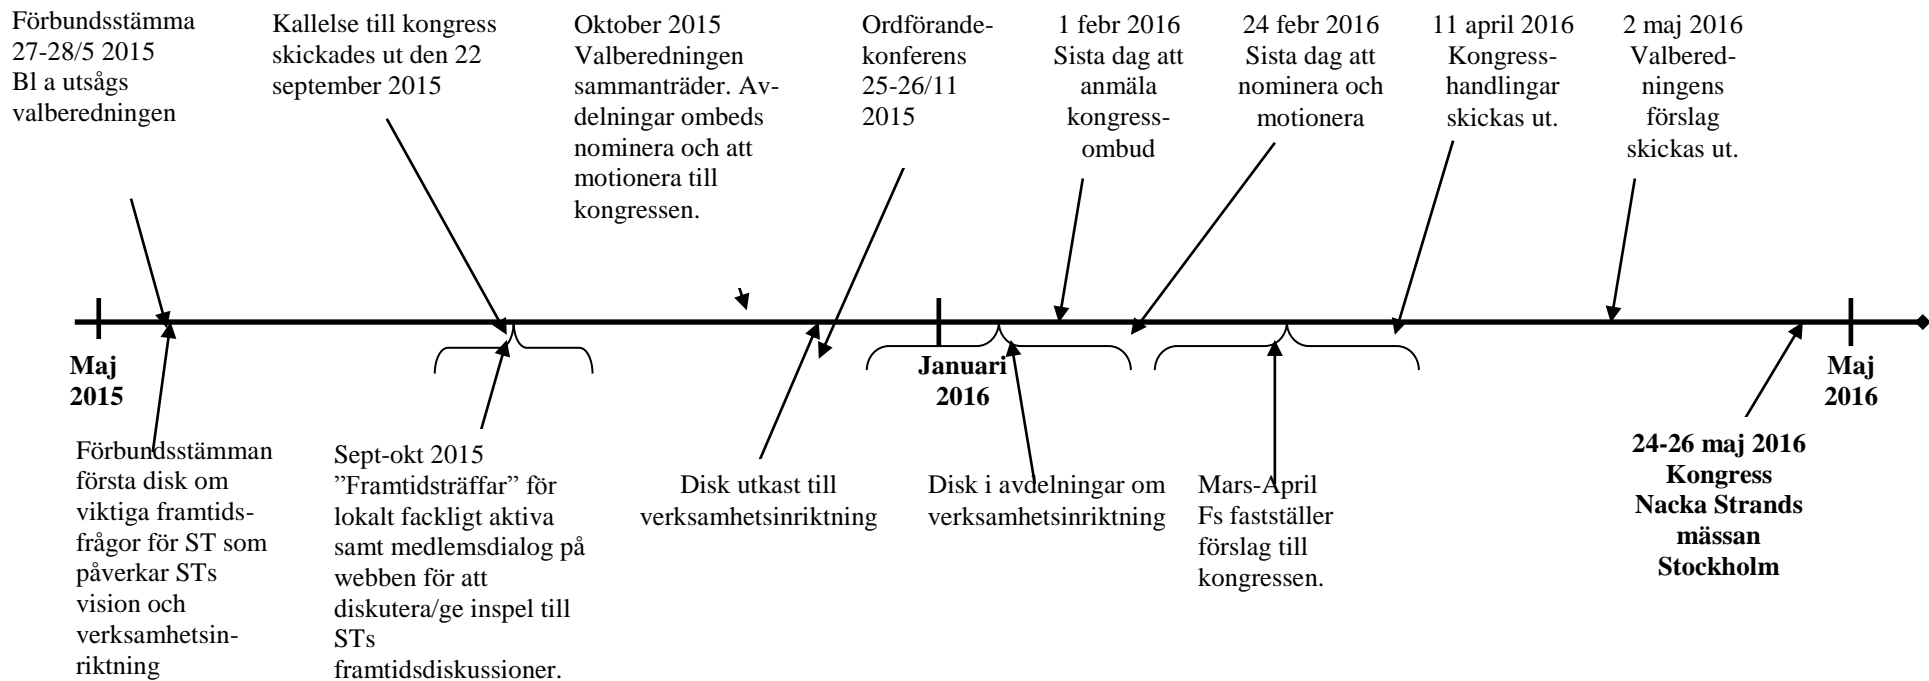 Förbundsstämma
27-28/5 2015
Bl a utsågs
valberedningen
Kallelse till kongress
skickades ut den 22
september 2015
Oktober 2015
Valberedningen
sammanträder. Av-
delningar ombeds
nominera och att
motionera till
kongressen.
Ordförande-
konferens
25-26/11
2015
1 febr 2016
Sista dag att
anmäla
kongress-
ombud
24 febr 2016
Sista dag att
nominera och
motionera
11 april 2016
Kongress-
handlingar
skickas ut.
2 maj 2016
Valbered-
ningens
förslag
skickas ut.
Maj
2015
Januari
2016
Maj
2016
Förbundsstämman
första disk om
viktiga framtids-
frågor för ST som
påverkar STs
vision och
verksamhetsin-
riktning
Sept-okt 2015
”Framtidsträffar” för
lokalt fackligt aktiva
samt medlemsdialog på
webben för att
diskutera/ge inspel till
STs
framtidsdiskussioner.
Disk utkast till
verksamhetsinriktning
Disk i avdelningar om
verksamhetsinriktning
Mars-April
Fs fastställer
förslag till
kongressen.
24-26 maj 2016
Kongress
Nacka Strands
mässan
Stockholm